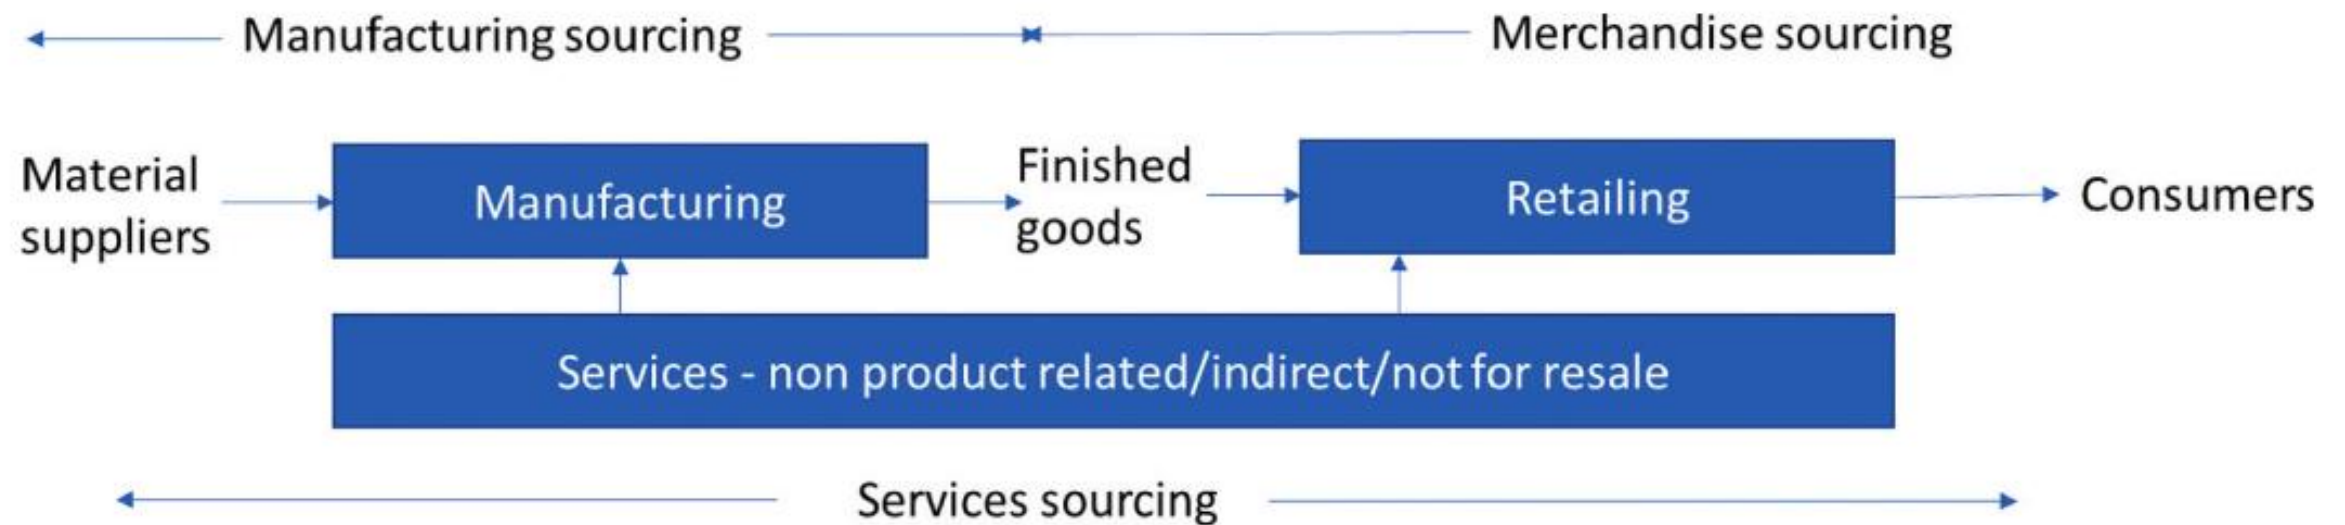 Manufacturing sourcing
Merchandise sourcing
Material
suppliers
Manufacturing
Finished
goods
Retailing
Consumers
Services - non product related/indirect/not for resale
Services sourcing